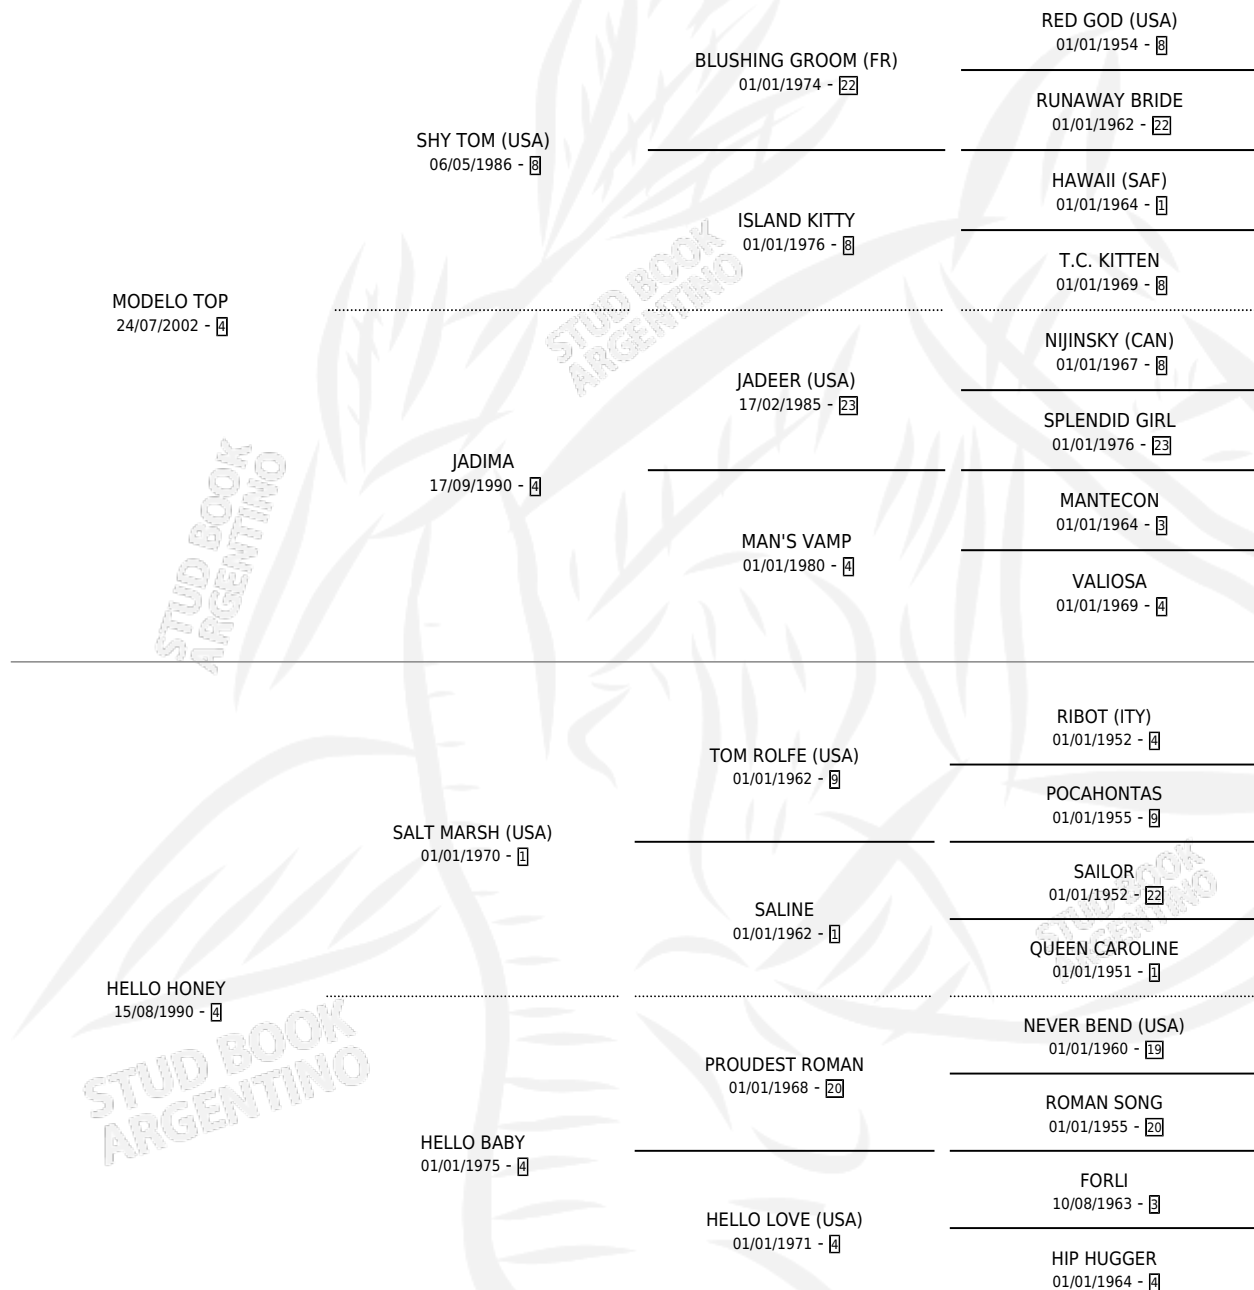 RED GOD (USA)
01/01/1954 - 8
BLUSHING GROOM (FR)
01/01/1974 - 22
RUNAWAY BRIDE
01/01/1962 - 22
SHY TOM (USA)
06/05/1986 - 8
HAWAII (SAF)
01/01/1964 - 1
ISLAND KITTY
01/01/1976 - 8
T.C. KITTEN
01/01/1969 - 8
MODELO TOP
24/07/2002 - 4
NIJINSKY (CAN)
01/01/1967 - 8
JADEER (USA)
17/02/1985 - 23
SPLENDID GIRL
01/01/1976 - 23
JADIMA
17/09/1990 - 4
MANTECON
01/01/1964 - 3
MAN'S VAMP
01/01/1980 - 4
VALIOSA
01/01/1969 - 4
RIBOT (ITY)
01/01/1952 - 4
TOM ROLFE (USA)
01/01/1962 - 9
POCAHONTAS
01/01/1955 - 9
SALT MARSH (USA)
01/01/1970 - 1
SAILOR
01/01/1952 - 22
SALINE
01/01/1962 - 1
QUEEN CAROLINE
01/01/1951 - 1
HELLO HONEY
15/08/1990 - 4
NEVER BEND (USA)
01/01/1960 - 19
PROUDEST ROMAN
01/01/1968 - 20
ROMAN SONG
01/01/1955 - 20
HELLO BABY
01/01/1975 - 4
FORLI
10/08/1963 - 3
HELLO LOVE (USA)
01/01/1971 - 4
HIP HUGGER
01/01/1964 - 4
STUD BOOK
ARGENTINO
STUD BOOK
ARGENTINO
STUD BOOK
ARGENTINO
STUD BOOK
ARGENTINO